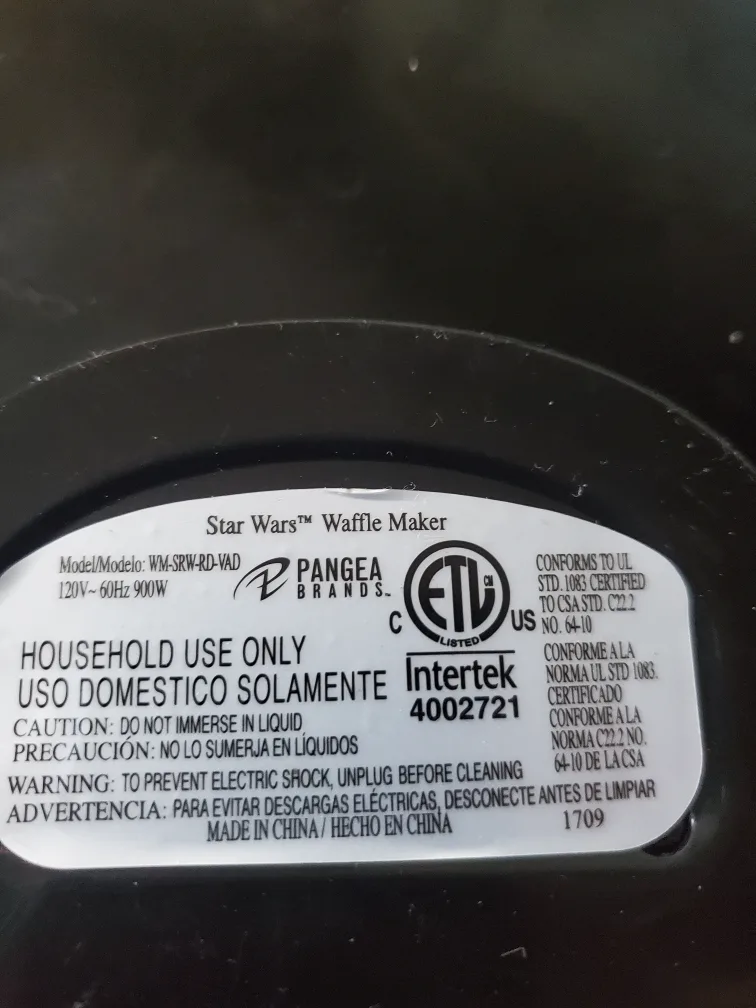 Star Wars™ Waffle Maker
Model/Modelo: WM-SRW-RD-VAD
120V~ 60Hz 900W
PANGEA
BRANDS™
ETL CM
C US
LISTED
Intertek
4002721
CONFORMS TO UL
STD. 1083 CERTIFIED
TO CSA STD. C22.2
NO. 64-10
CONFORME A LA
NORMA UL STD 1083.
CERTIFICADO
CONFORME A LA
NORMA C22.2 NO.
64-10 DE LA CSA
HOUSEHOLD USE ONLY
USO DOMESTICO SOLAMENTE
CAUTION: DO NOT IMMERSE IN LIQUID
PRECAUCIÓN: NO LO SUMERJA EN LÍQUIDOS
WARNING: TO PREVENT ELECTRIC SHOCK, UNPLUG BEFORE CLEANING
ADVERTENCIA: PARA EVITAR DESCARGAS ELÉCTRICAS, DESCONECTE ANTES DE LIMPIAR
MADE IN CHINA / HECHO EN CHINA
1709